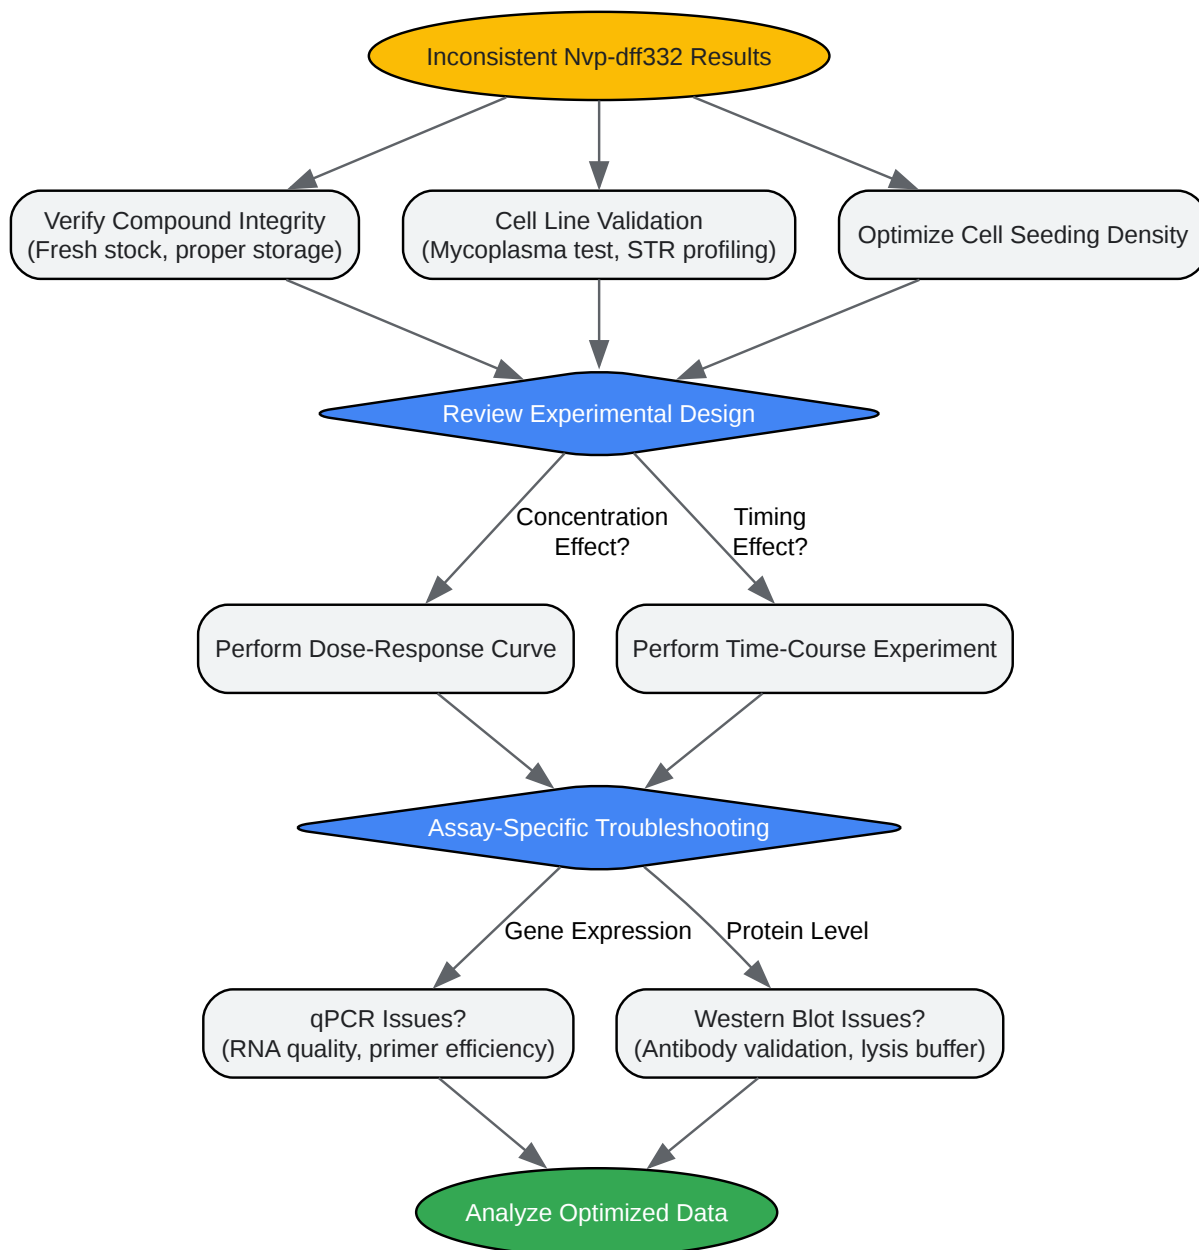 Inconsistent Nvp-dff332 Results
Verify Compound Integrity
(Fresh stock, proper storage)
Cell Line Validation
(Mycoplasma test, STR profiling)
Optimize Cell Seeding Density
Review Experimental Design
Concentration
Effect?
Timing
Effect?
Perform Dose-Response Curve
Perform Time-Course Experiment
Assay-Specific Troubleshooting
Gene Expression
Protein Level
qPCR Issues?
(RNA quality, primer efficiency)
Western Blot Issues?
(Antibody validation, lysis buffer)
Analyze Optimized Data